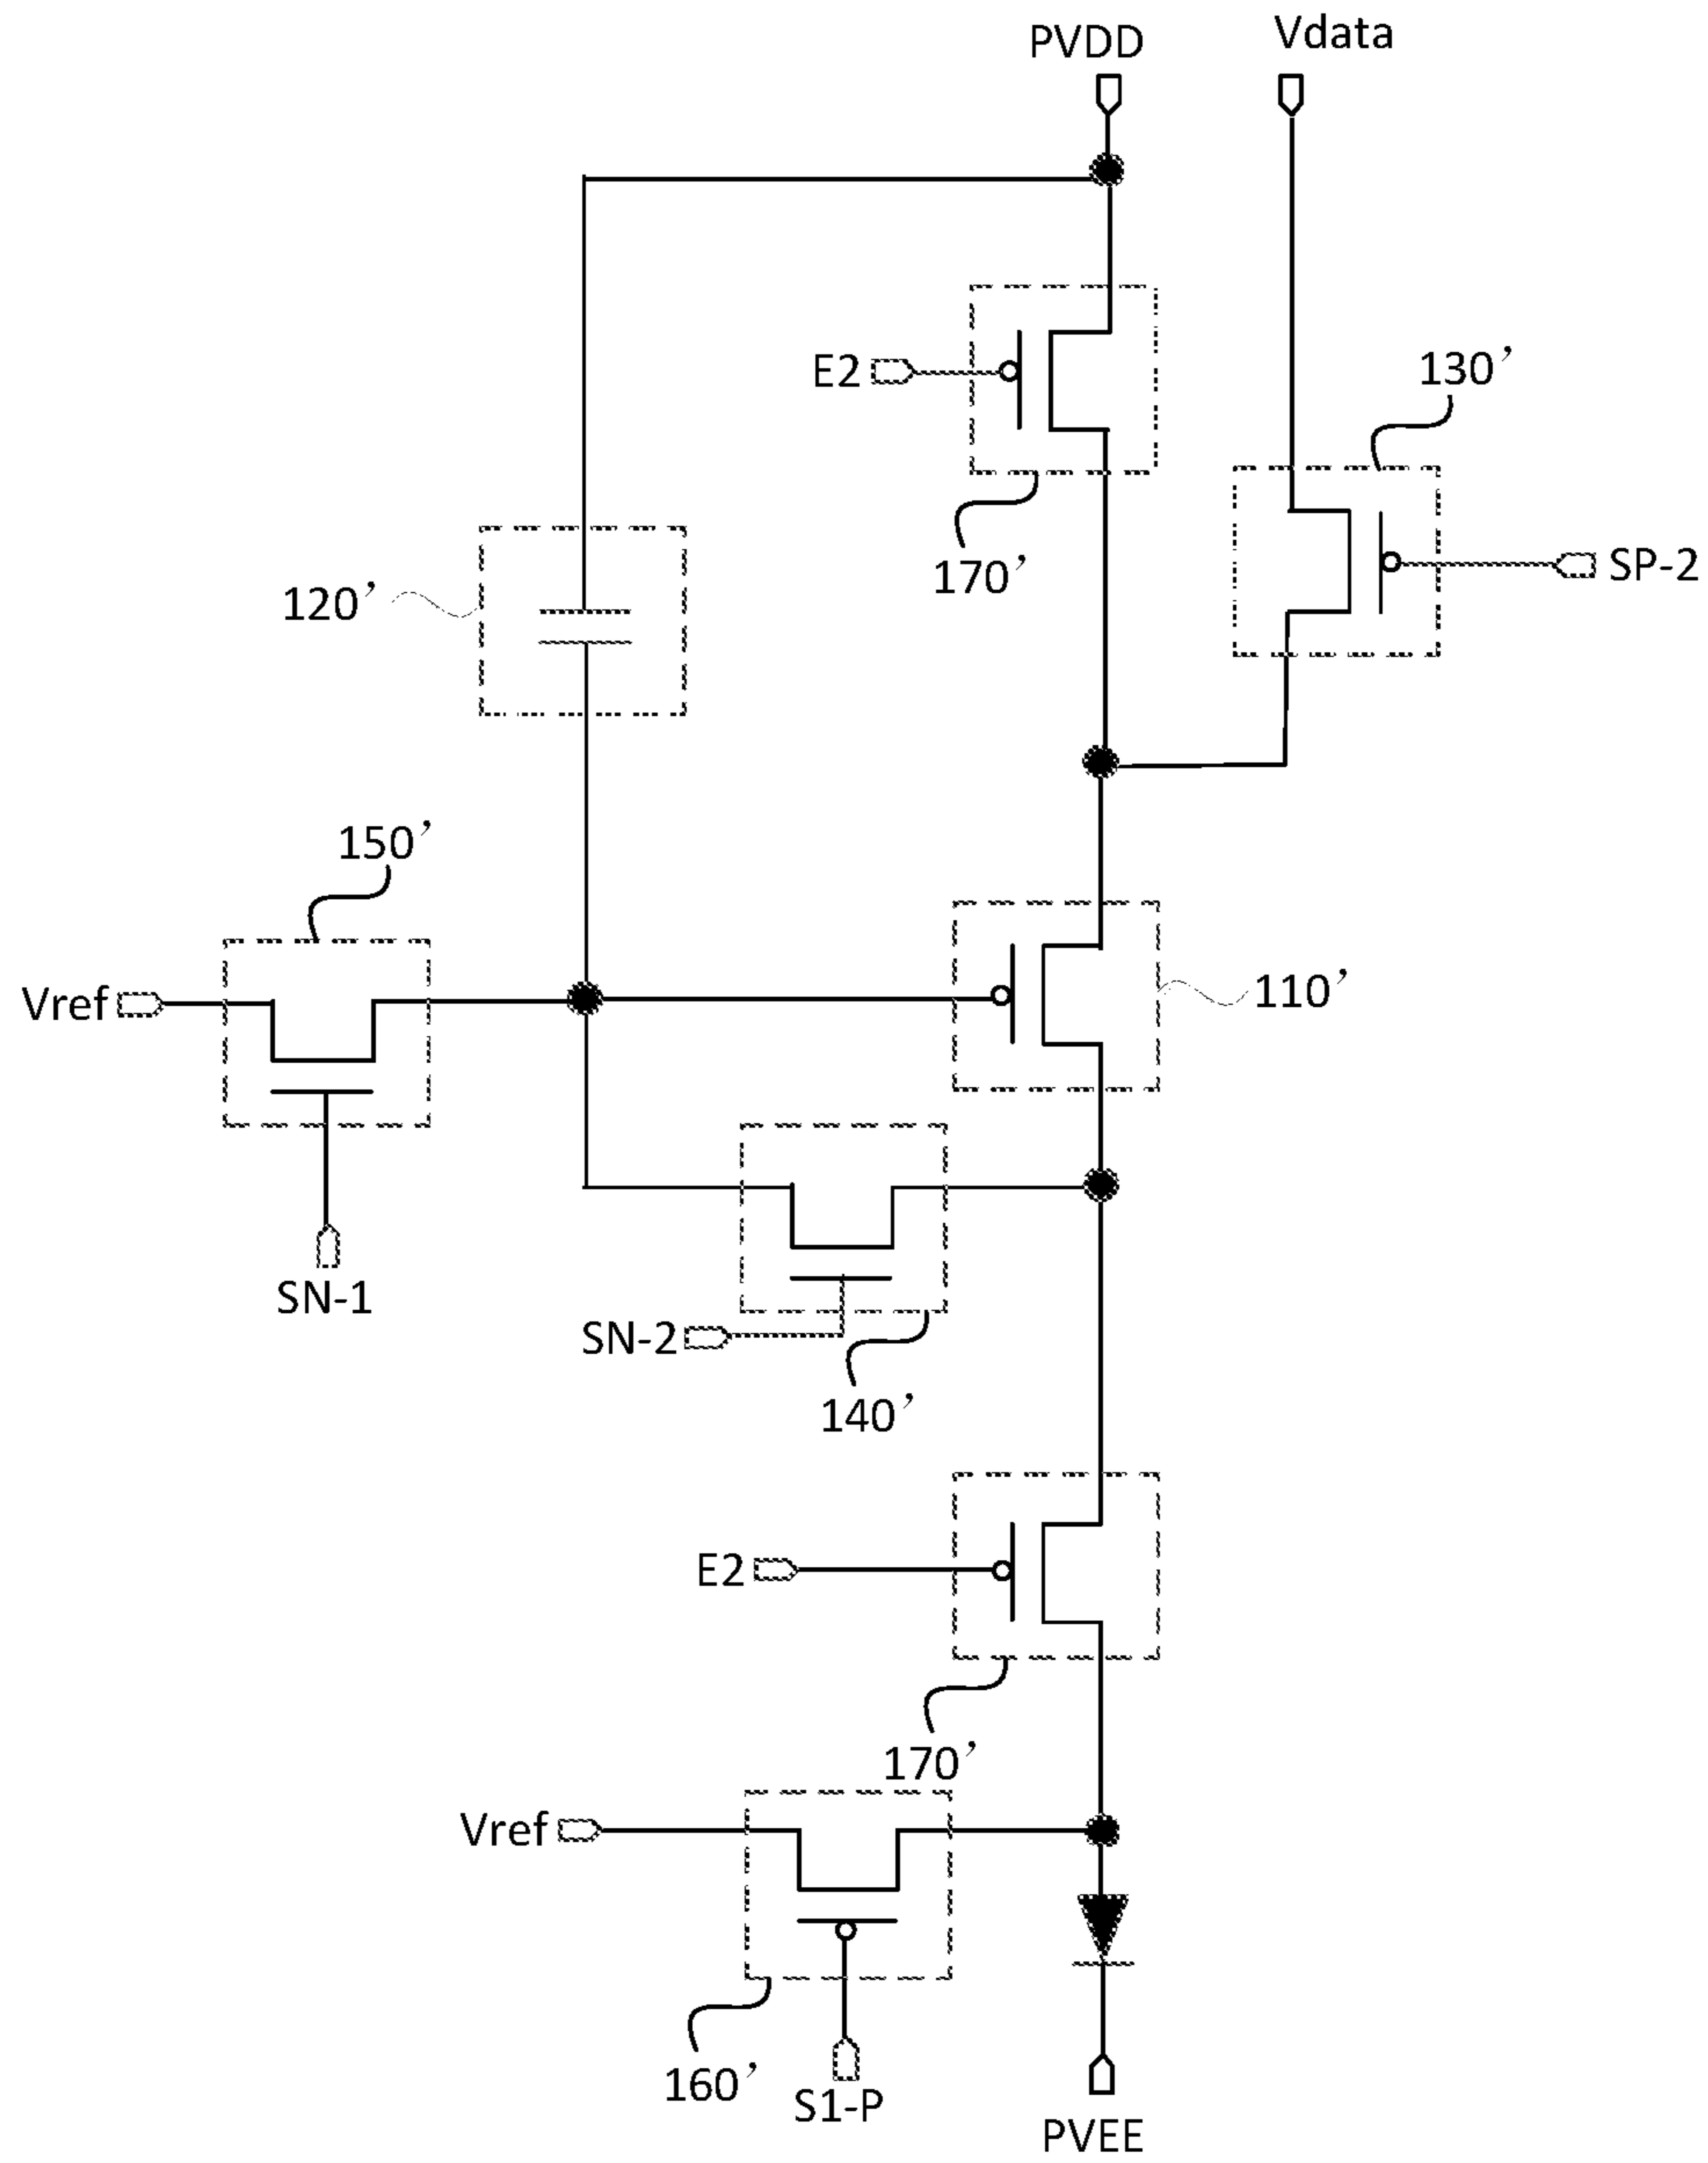 PVDD
Vdata
E2
130’
170’
SP-2
120’
150’
Vref
110’
SN-1
SN-2
140’
E2
170’
Vref
160’
S1-P
PVEE